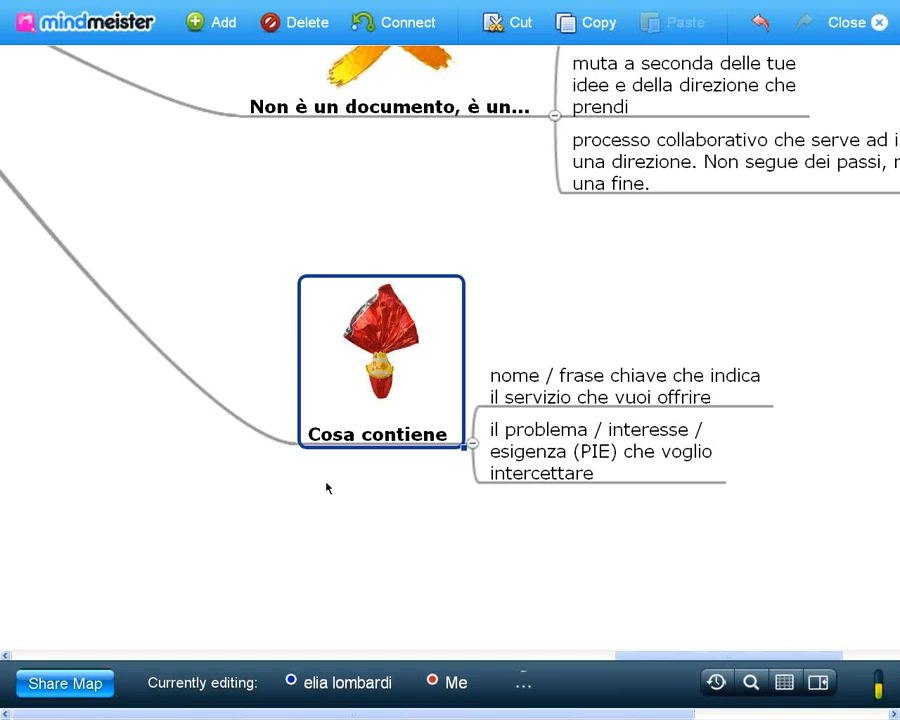 mindmeister Add Delete Connect Cut Copy Paste Close
muta a seconda delle tue
idee e della direzione che
prendi
Non è un documento, è un...
processo collaborativo che serve ad i
una direzione. Non segue dei passi,
una fine.
nome / frase chiave che indica
il servizio che vuoi offrire
Cosa contiene
il problema / interesse /
esigenza (PIE) che voglio
intercettare
Share Map Currently editing: elia lombardi Me ...